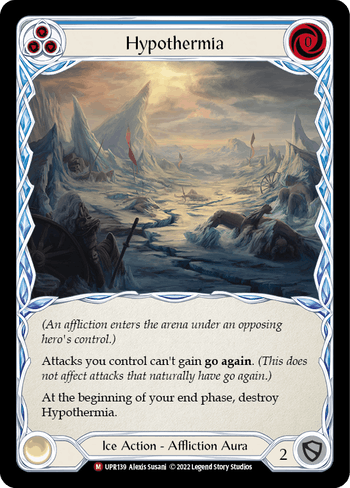 Hypothermia
0
(An affliction enters the arena under an opposing
hero's control.)
Attacks you control can't gain go again. (This does
not affect attacks that naturally have go again.)
At the beginning of your end phase, destroy
Hypothermia.
Ice Action - Affliction Aura
2
M UPR139 Alexis Susani ©2022 Legend Story Studios